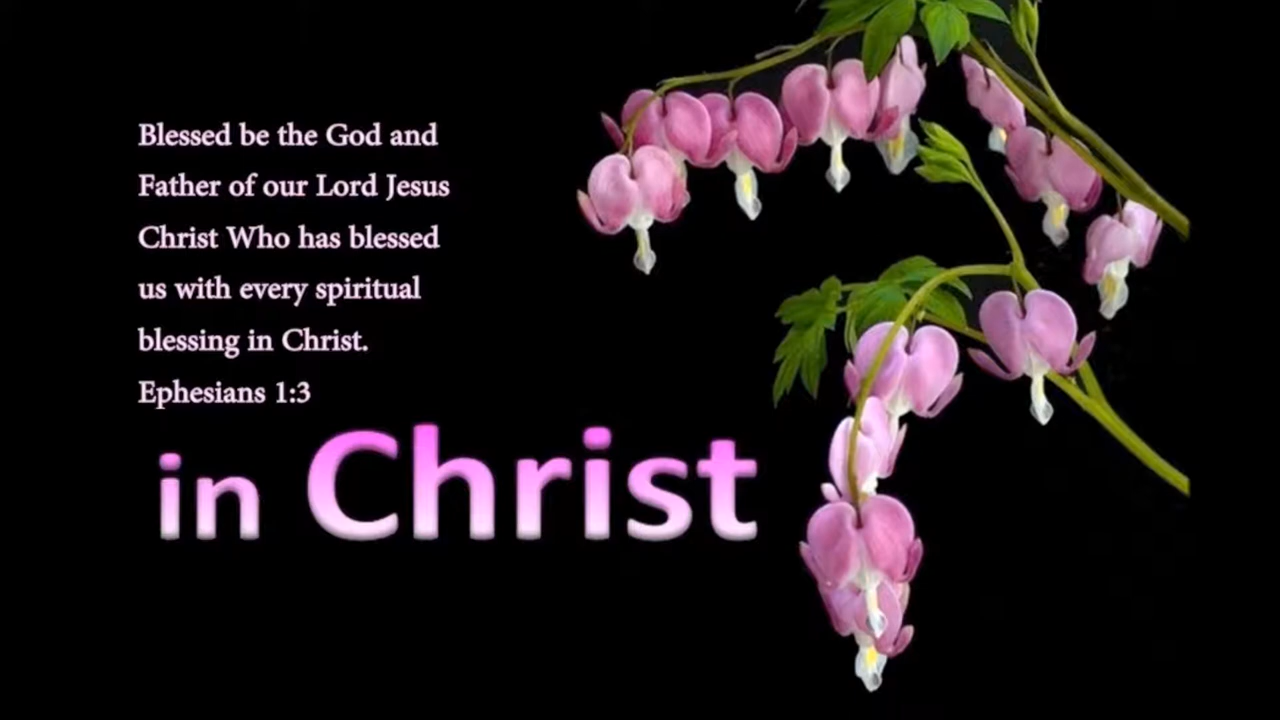 Blessed be the God and
Father of our Lord Jesus
Christ Who has blessed
us with every spiritual
blessing in Christ.
Ephesians 1:3
in Christ